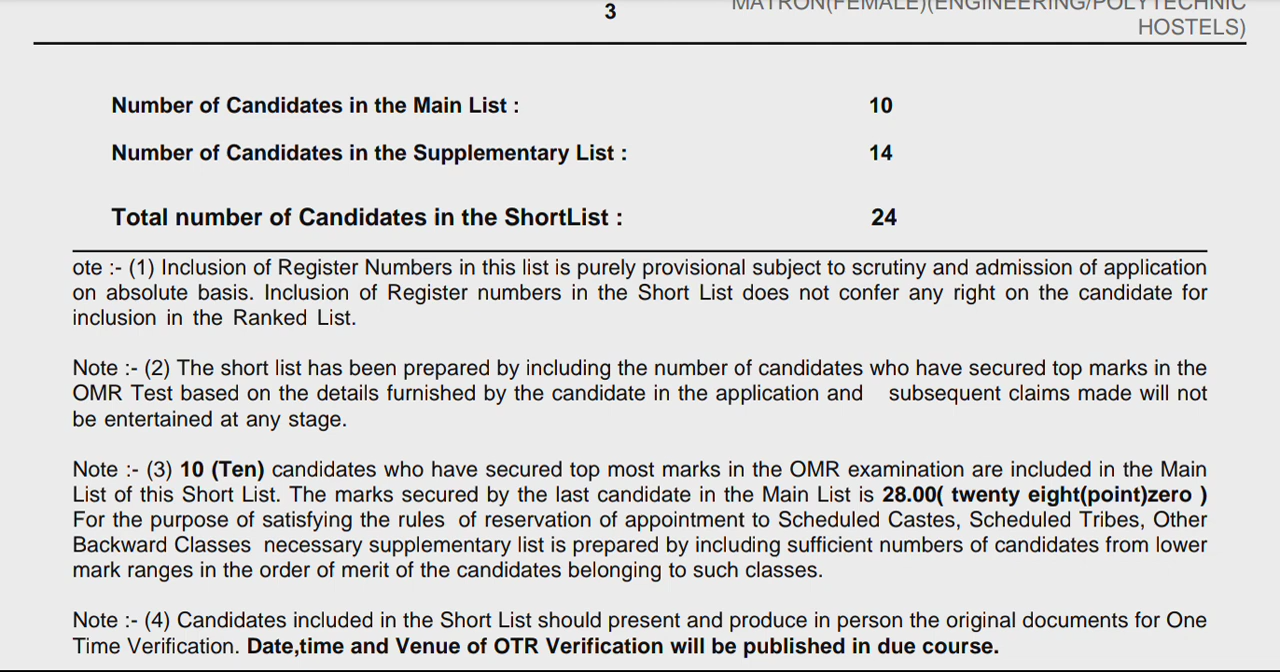 3
MATRON(FEMALE)(ENGINEERING/POLYTECHNIC
HOSTELS)
Number of Candidates in the Main List : 10
Number of Candidates in the Supplementary List : 14
Total number of Candidates in the ShortList : 24
ote :- (1) Inclusion of Register Numbers in this list is purely provisional subject to scrutiny and admission of application
on absolute basis. Inclusion of Register numbers in the Short List does not confer any right on the candidate for
inclusion in the Ranked List.
Note :- (2) The short list has been prepared by including the number of candidates who have secured top marks in the
OMR Test based on the details furnished by the candidate in the application and subsequent claims made will not
be entertained at any stage.
Note :- (3) 10 (Ten) candidates who have secured top most marks in the OMR examination are included in the Main
List of this Short List. The marks secured by the last candidate in the Main List is 28.00( twenty eight(point)zero )
For the purpose of satisfying the rules of reservation of appointment to Scheduled Castes, Scheduled Tribes, Other
Backward Classes necessary supplementary list is prepared by including sufficient numbers of candidates from lower
mark ranges in the order of merit of the candidates belonging to such classes.
Note :- (4) Candidates included in the Short List should present and produce in person the original documents for One
Time Verification. Date,time and Venue of OTR Verification will be published in due course.